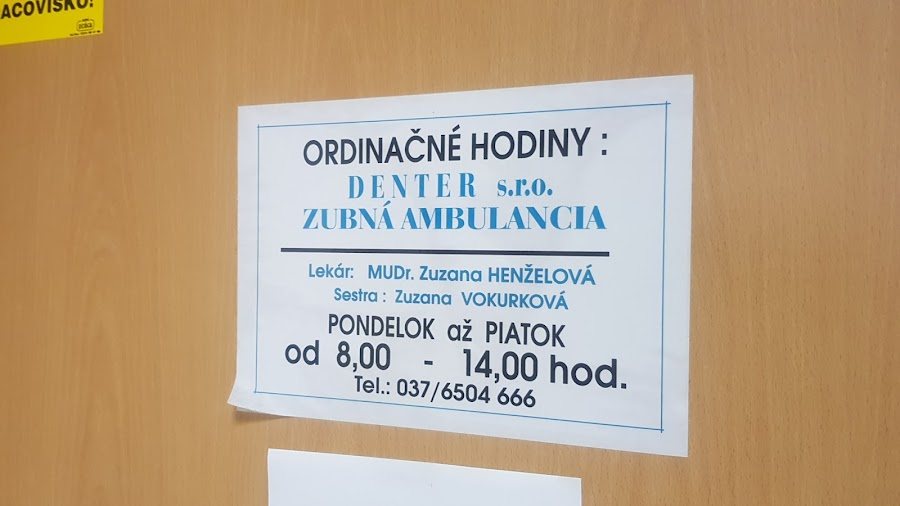 ACOVISKO!
ORDINAČNÉ HODINY :
DENTER s.r.o.
ZUBNÁ AMBULANCIA
Lekár: MUDr. Zuzana HENŽELOVÁ
Sestra : Zuzana VOKURKOVÁ
PONDELOK až PIATOK
od 8,00 - 14,00 hod.
Tel.: 037/6504 666